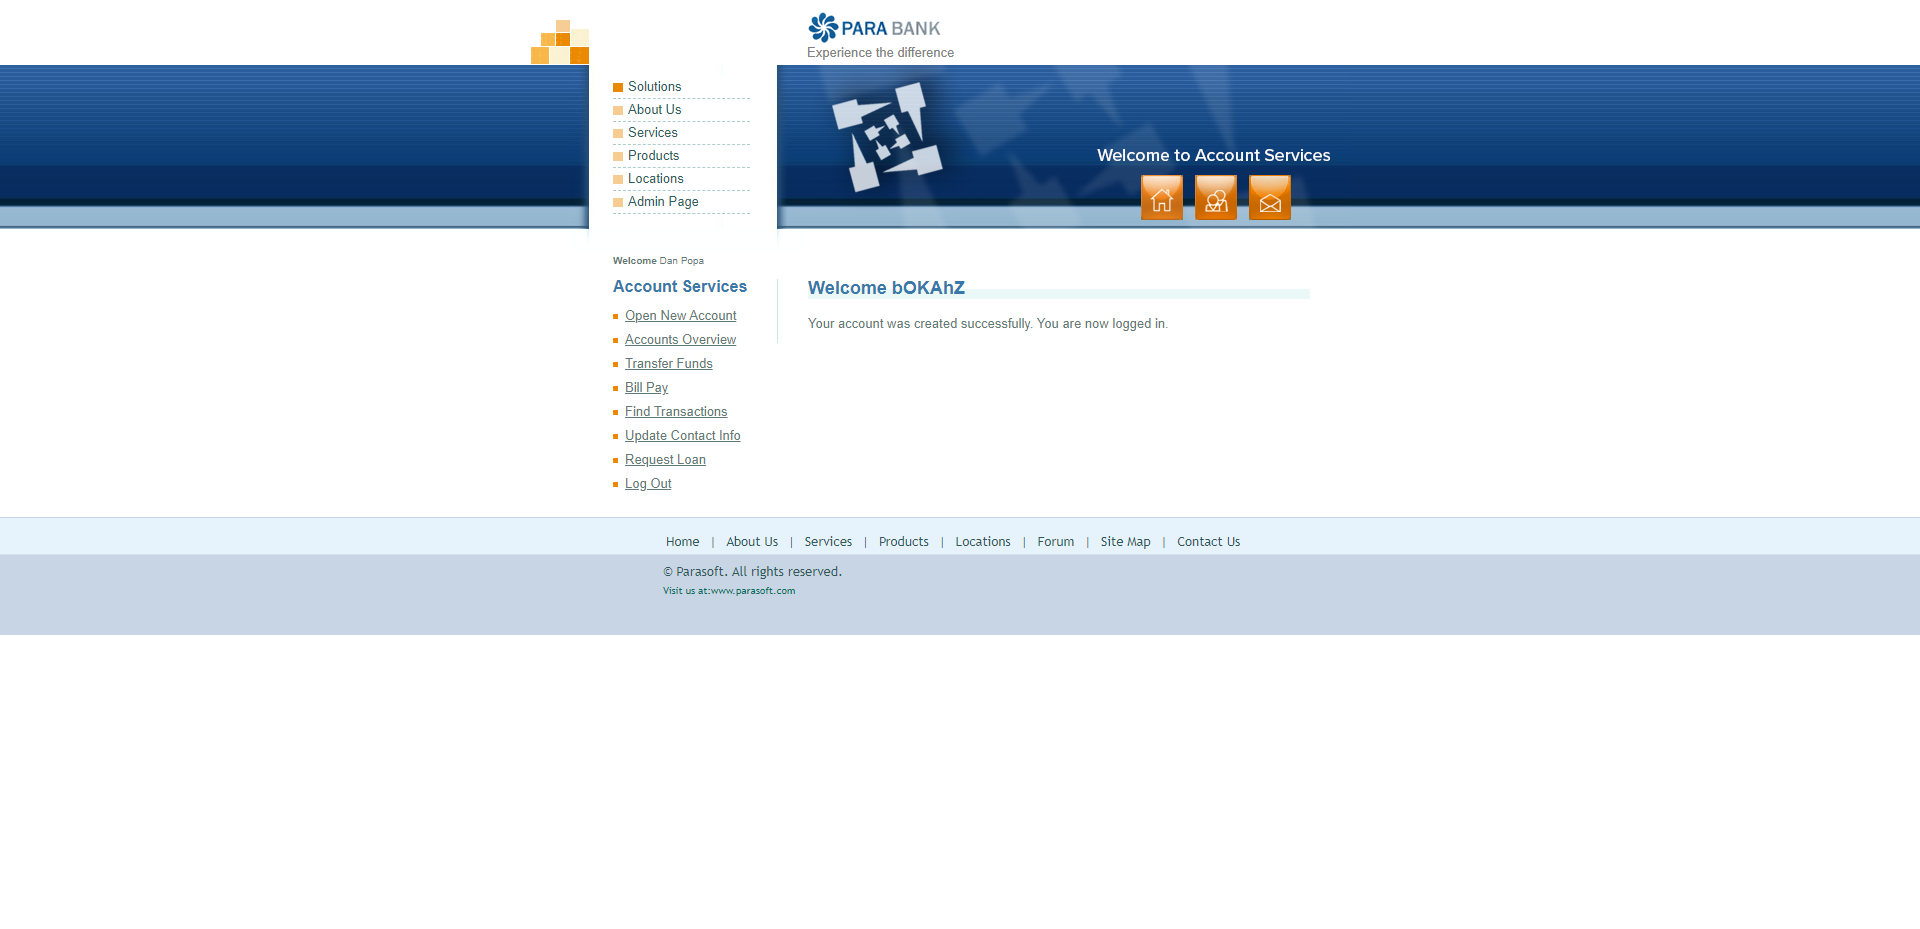 PARA BANK
Experience the difference
Solutions
About Us
Services
Products
Locations
Admin Page
Welcome to Account Services
Welcome Dan Popa
Account Services
Open New Account
Accounts Overview
Transfer Funds
Bill Pay
Find Transactions
Update Contact Info
Request Loan
Log Out
Welcome bOKAhZ
Your account was created successfully. You are now logged in.
Home | About Us | Services | Products | Locations | Forum | Site Map | Contact Us
© Parasoft. All rights reserved.
Visit us at:www.parasoft.com